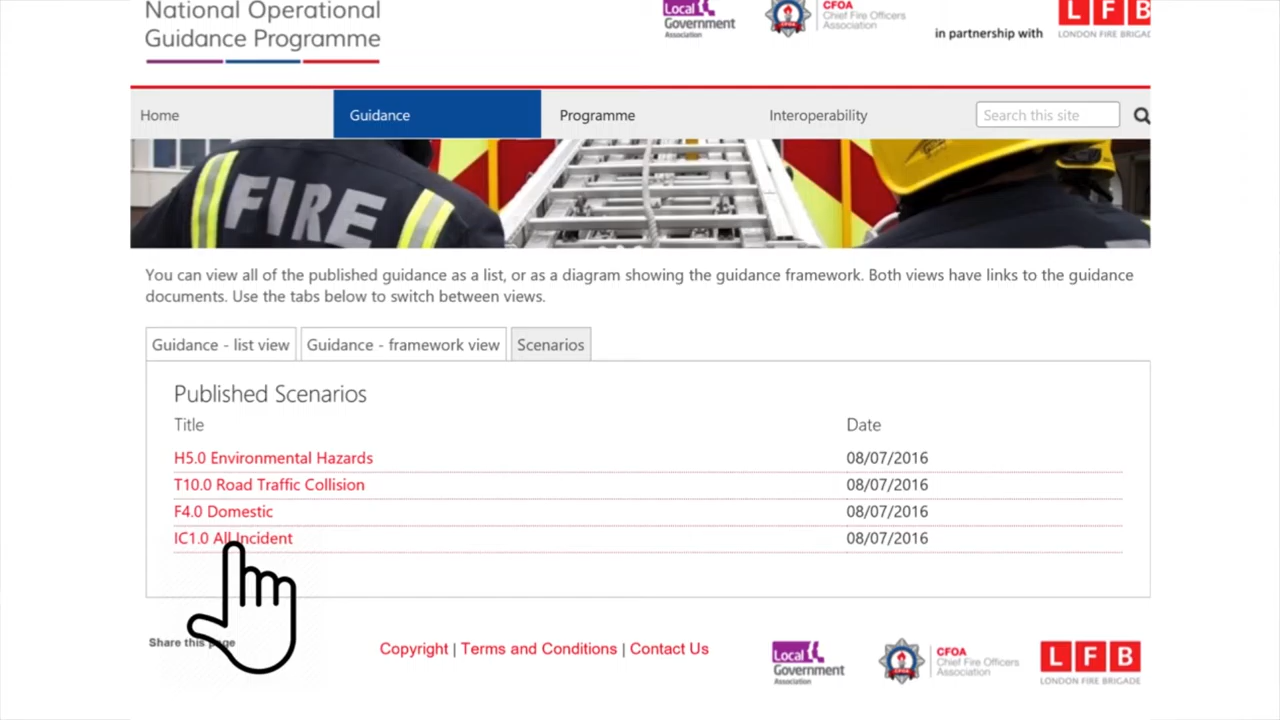 National Operational
Guidance Programme
Local
Government
Association
CFOA
Chief Fire Officers
Association
in partnership with
LFB
LONDON FIRE BRIGAD
Home
Guidance
Programme
Interoperability
Search this site
FIRE
You can view all of the published guidance as a list, or as a diagram showing the guidance framework. Both views have links to the guidance
documents. Use the tabs below to switch between views.
Guidance - list view
Guidance - framework view
Scenarios
Published Scenarios
Title Date
H5.0 Environmental Hazards 08/07/2016
T10.0 Road Traffic Collision 08/07/2016
F4.0 Domestic 08/07/2016
IC1.0 All Incident 08/07/2016
Share this page
Copyright | Terms and Conditions | Contact Us
Local
Government
Association
CFOA
Chief Fire Officers
Association
LFB
LONDON FIRE BRIGADE